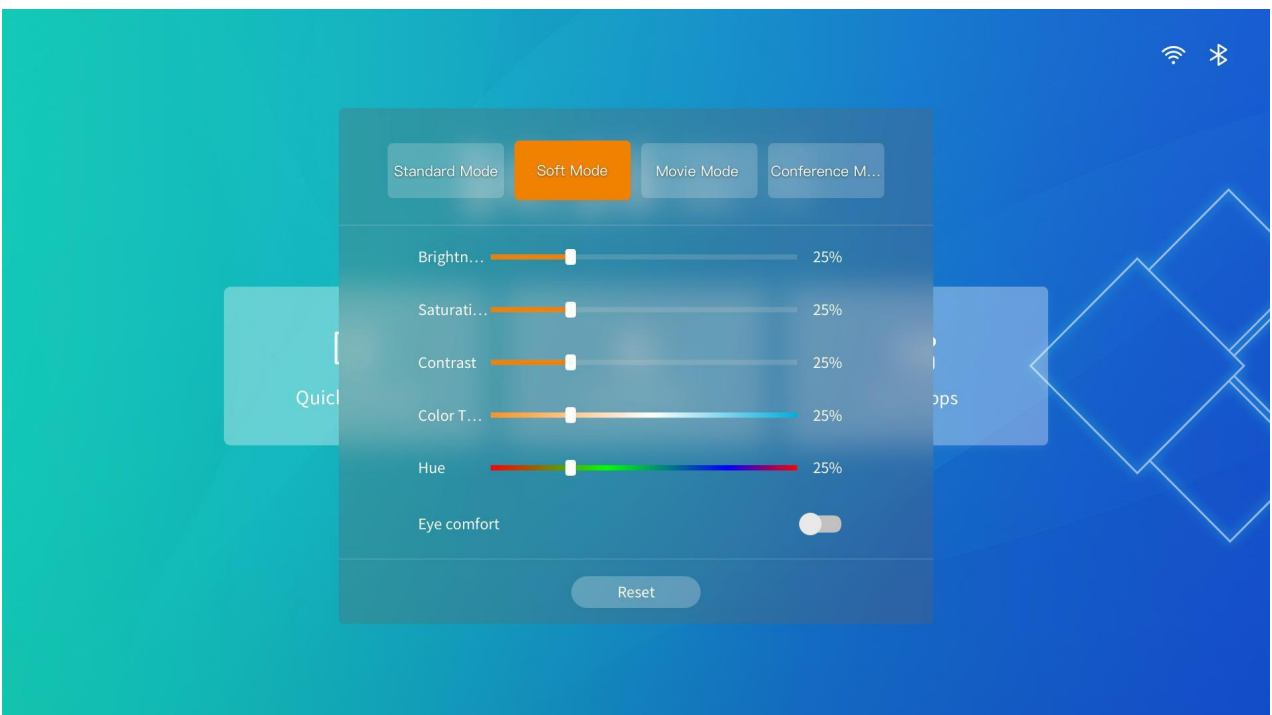 Standard Mode Soft Mode Movie Mode Conference M...
Brightn... 25%
Saturati... 25%
Contrast 25%
Color T... 25%
Hue 25%
Eye comfort
Reset